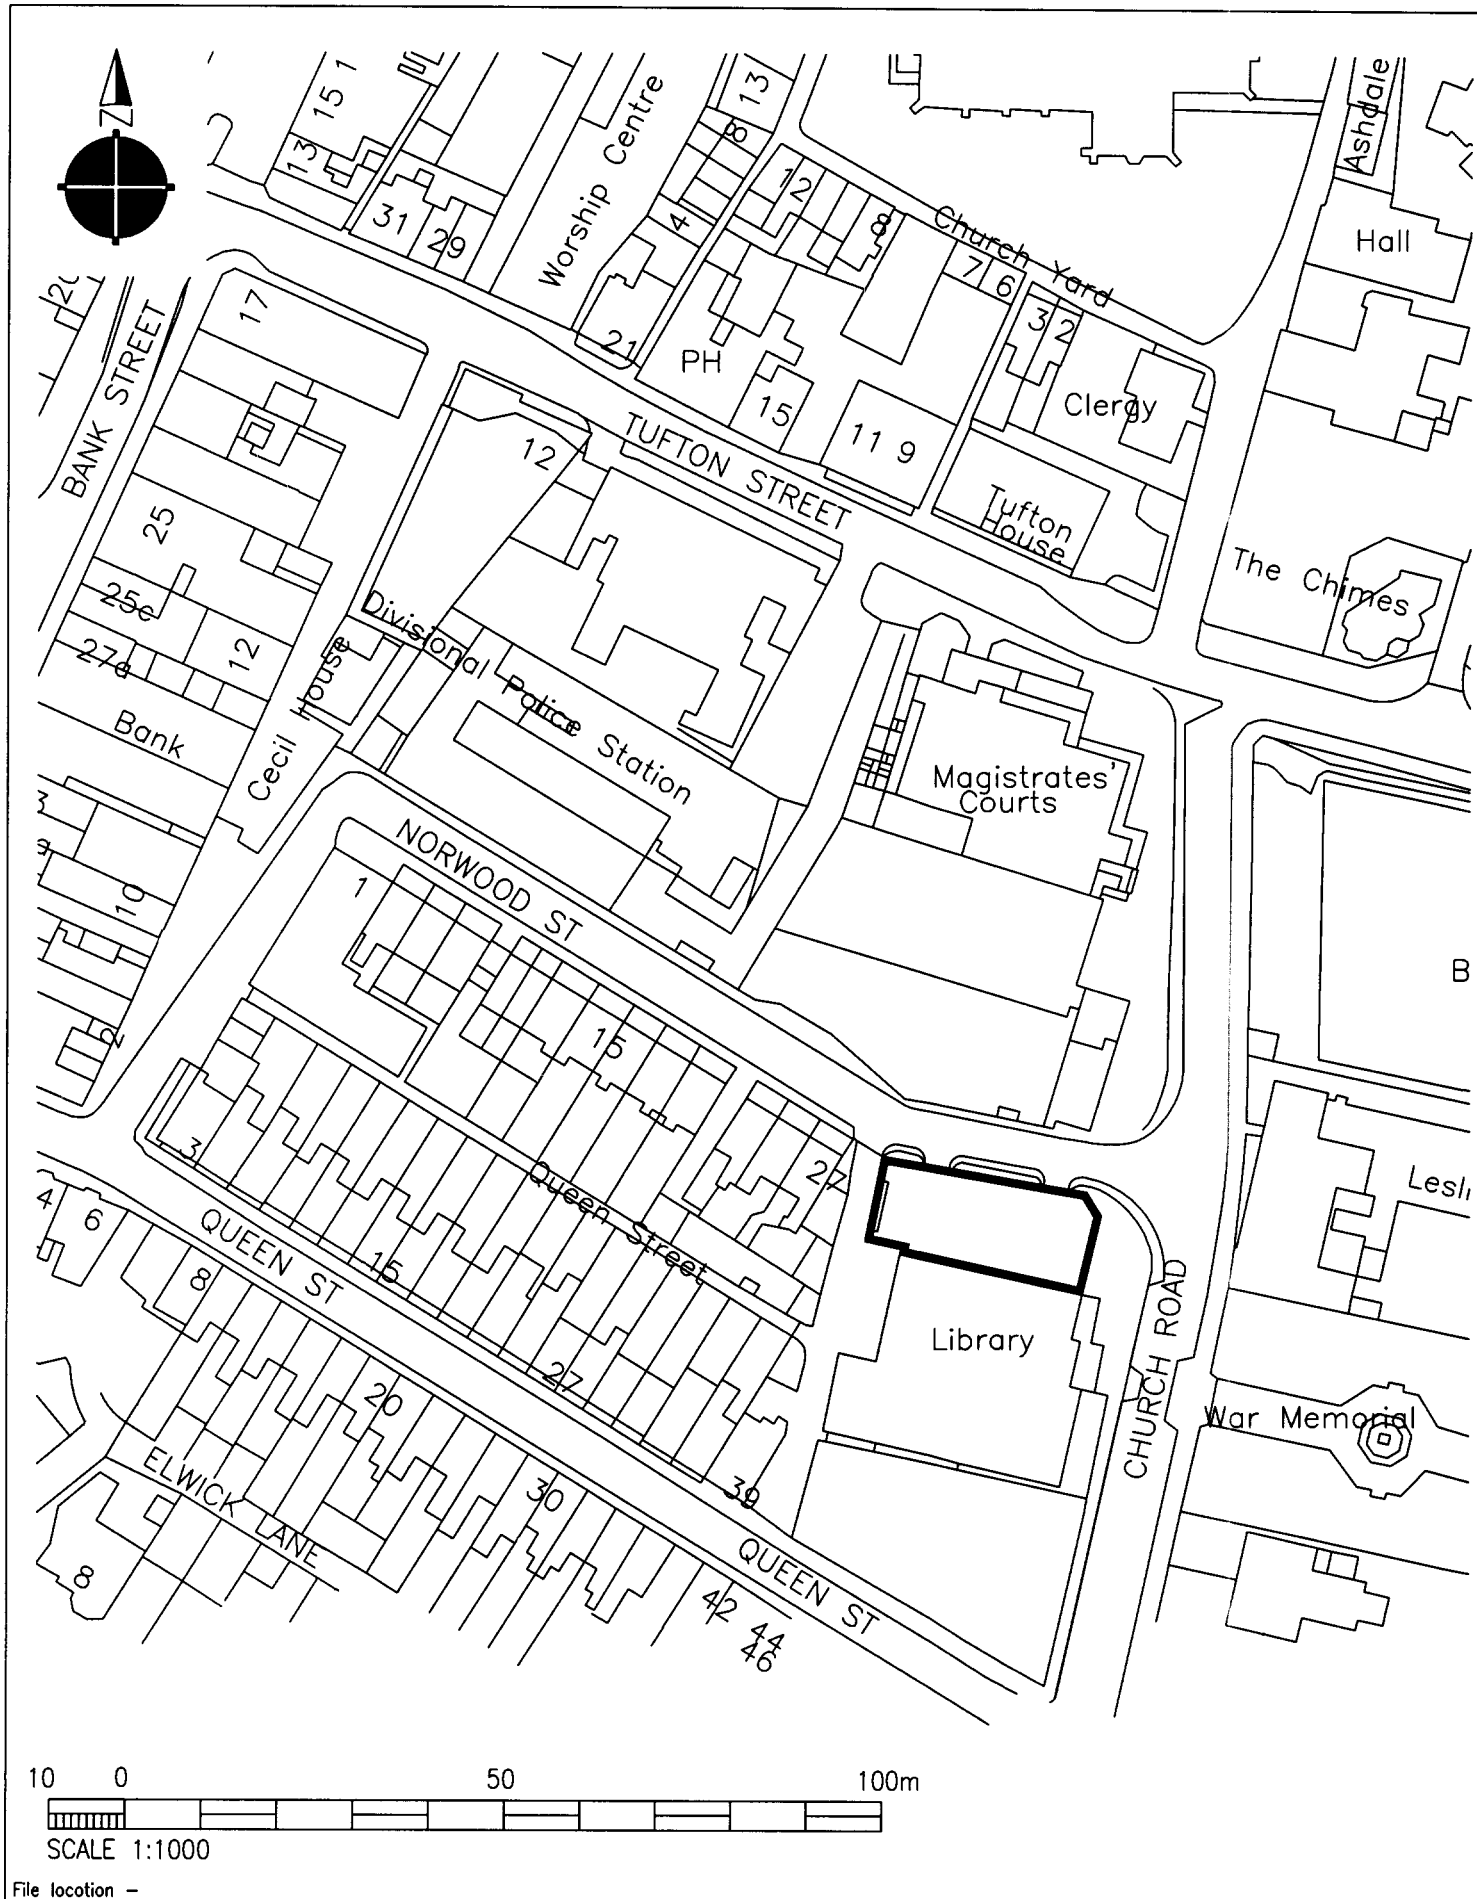 N
15 1
13
31
29
Worship Centre
13
8
4
21
12
8
Church Yard
7 6
3 2
Ashdale
Hall
PH
15
11 9
Clergy
Tufton
House
The Chimes
TUFTON STREET
BANK STREET
17
12
25
25c
27a
12
Bank
Cecil House
Divisional Police Station
Magistrates'
Courts
10
2
NORWOOD ST
1
15
27
B
3
Queen Street
15
27
39
QUEEN ST
4
6
8
20
30
ELWICK LANE
8
42 44
46
QUEEN ST
Library
CHURCH ROAD
War Memorial
10 0 50 100m
SCALE 1:1000
File location –